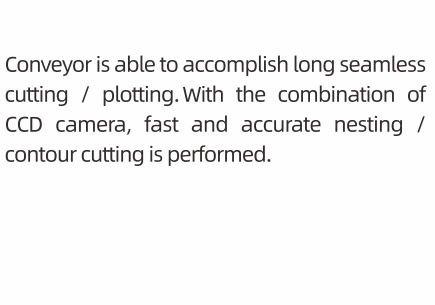 Conveyor is able to accomplish long seamless
cutting / plotting. With the combination of
CCD camera, fast and accurate nesting /
contour cutting is performed.